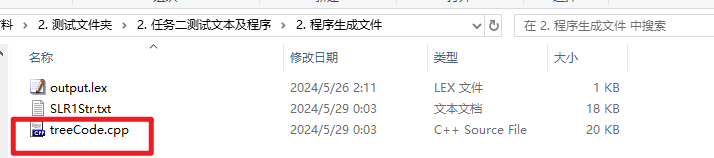 料 > 2. 测试文件夹 > 2. 任务二测试文本及程序 > 2. 程序生成文件
在 2. 程序生成文件 中搜索
名称 修改日期 类型 大小
output.lex 2024/5/26 2:11 LEX 文件 1 KB
SLR1Str.txt 2024/5/29 0:03 文本文档 18 KB
treeCode.cpp 2024/5/29 0:03 C++ Source File 20 KB